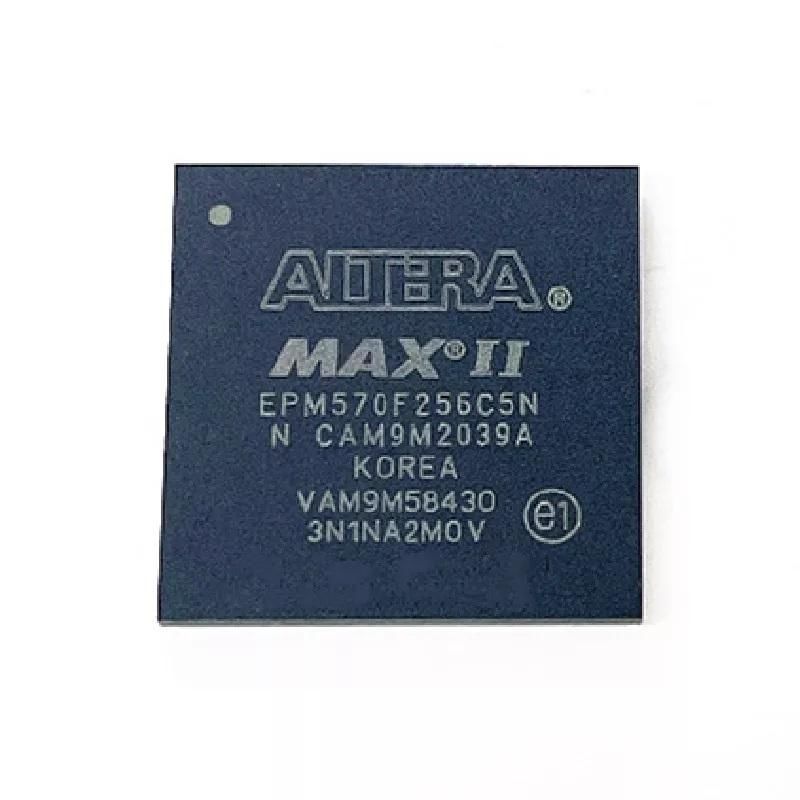 ALTERA®
MAX® II
EPM570F256C5N
N CAM9M2039A
KOREA
VAM9M58430
3N1NA2M0V
e1